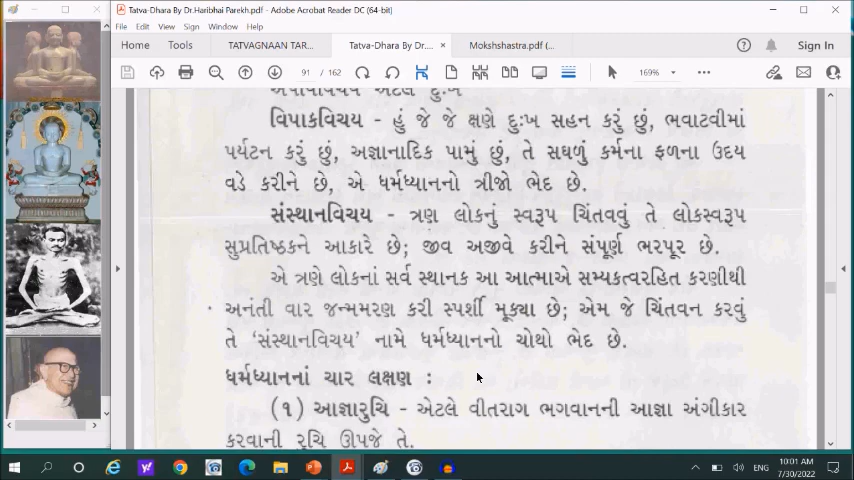 Tatva-Dhara By Dr.Haribhai Parekh.pdf - Adobe Acrobat Reader DC (64-bit)
File Edit View Sign Window Help
Home Tools TATVAGNAAN TAR... Tatva-Dhara By Dr.... × Mokshshastra.pdf (... Sign In
91 / 162 169%
વિપાકવિચય - હું જે જે ક્ષણે દુઃખ સહન કરું છું, ભવાટવીમાં
પર્યટન કરું છું, અજ્ઞાનાદિક પામું છું, તે સઘળું કર્મના ફળના ઉદય
વડે કરીને છે, એ ધર્મધ્યાનનો ત્રીજો ભેદ છે.
સંસ્થાનવિચય - ત્રણ લોકનું સ્વરૂપ ચિંતવવું તે લોકસ્વરૂપ
સુપ્રતિષ્ઠકને આકારે છે; જીવ અજીવે કરીને સંપૂર્ણ ભરપૂર છે.
એ ત્રણે લોકનાં સર્વ સ્થાનક આ આત્માએ સમ્યકત્વરહિત કરણીથી
અનંતી વાર જન્મમરણ કરી સ્પર્શી મૂક્યા છે; એમ જે ચિંતવન કરવું
તે ‘સંસ્થાનવિચય’ નામે ધર્મધ્યાનનો ચોથો ભેદ છે.
ધર્મધ્યાનનાં ચાર લક્ષણ :
(૧) આજ્ઞારુચિ - એટલે વીતરાગ ભગવાનની આજ્ઞા અંગીકાર
કરવાની રુચિ ઊપજે તે.
ENG 10:01 AM
7/30/2022